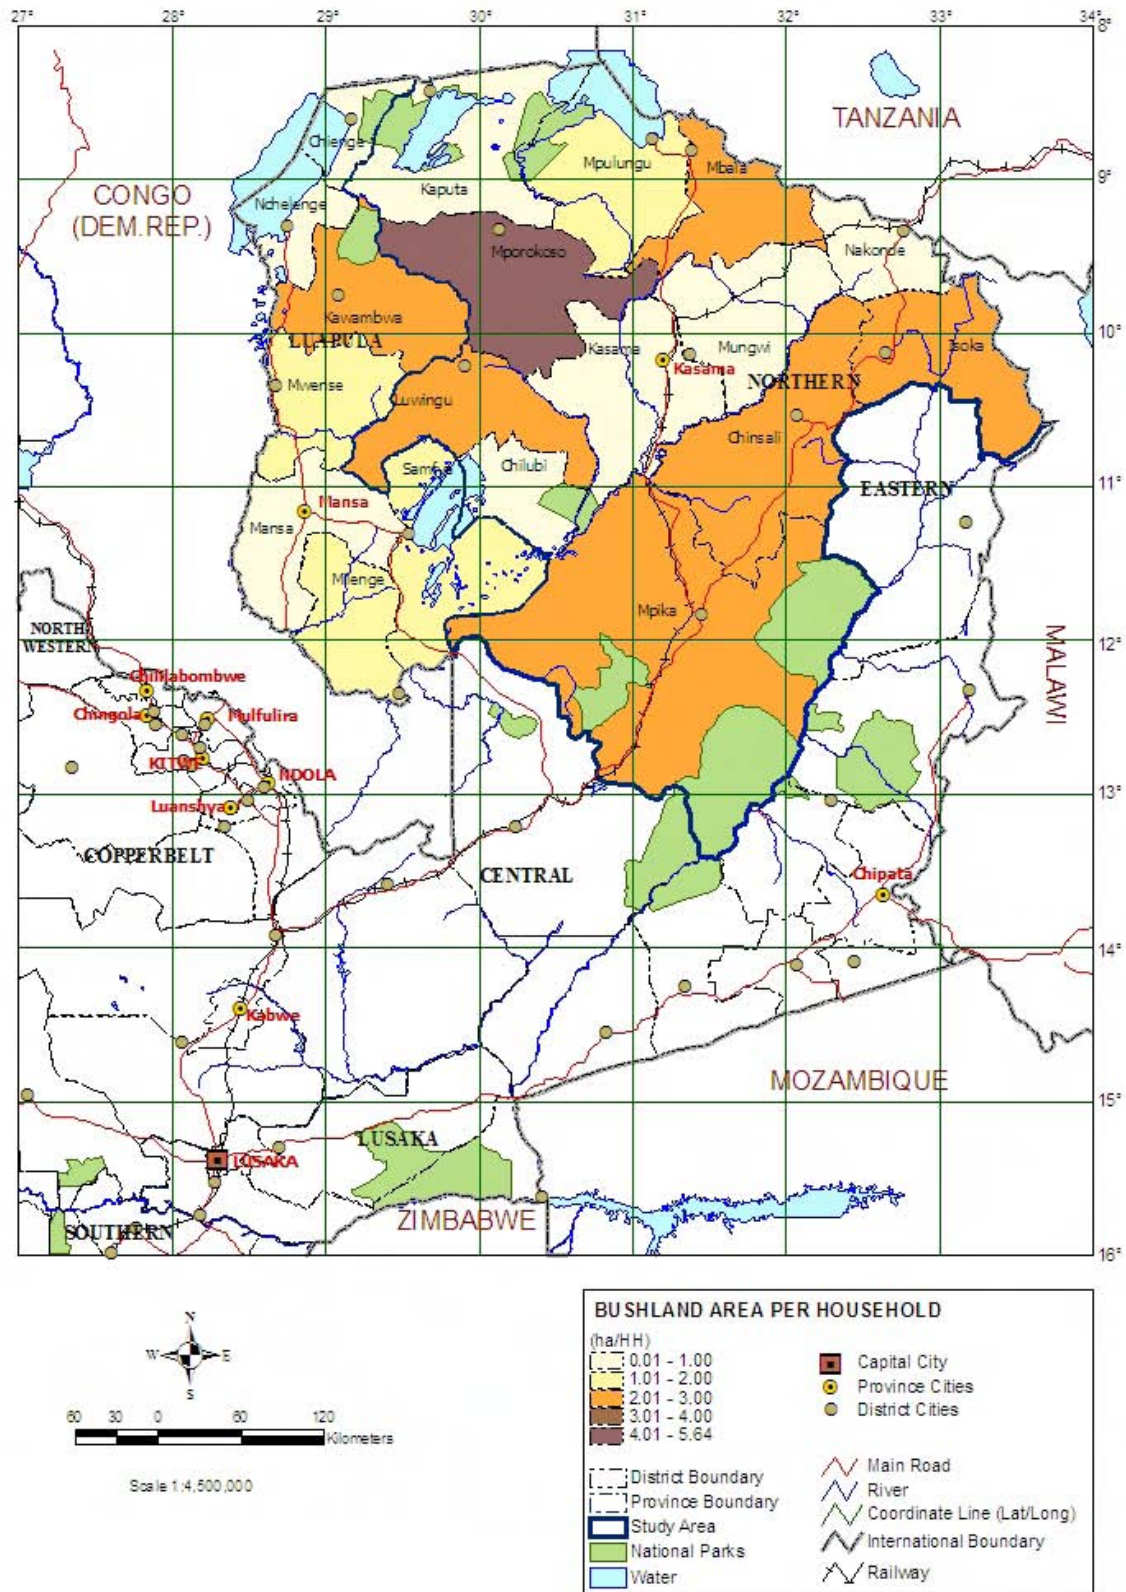 27° 28° 29° 30° 31° 32° 33° 34°
8°
TANZANIA
Chienge
Mpulungu
Mbala
9°
CONGO
(DEM.REP.)
Kaputa
Nchelenge
Mporokoso
Nakonde
Kawambwa
10°
LUAPULA
Kasama
Mungwi
Isoka
Kasama
Mwense
NORTHERN
Luwingu
Chinsali
Chilubi
EASTERN
11°
Mansa
Mansa
Milenge
Mpika
NORTH-
WESTERN
12°
MALAWI
Chililabombwe
Chingola
Mulfulira
KITWE
NDOLA
13°
Luanshya
COPPERBELT
CENTRAL
Chipata
14°
Kabwe
MOZAMBIQUE
15°
LUSAKA
LUSAKA
ZIMBABWE
SOUTHERN
16°
N
W E
S
60 30 0 60 120
Kilometers
Scale 1:4,500,000
BUSHLAND AREA PER HOUSEHOLD
(ha/HH)
0.01 - 1.00
1.01 - 2.00
2.01 - 3.00
3.01 - 4.00
4.01 - 5.64
Capital City
Province Cities
District Cities
District Boundary
Province Boundary
Study Area
National Parks
Water
Main Road
River
Coordinate Line (Lat/Long)
International Boundary
Railway